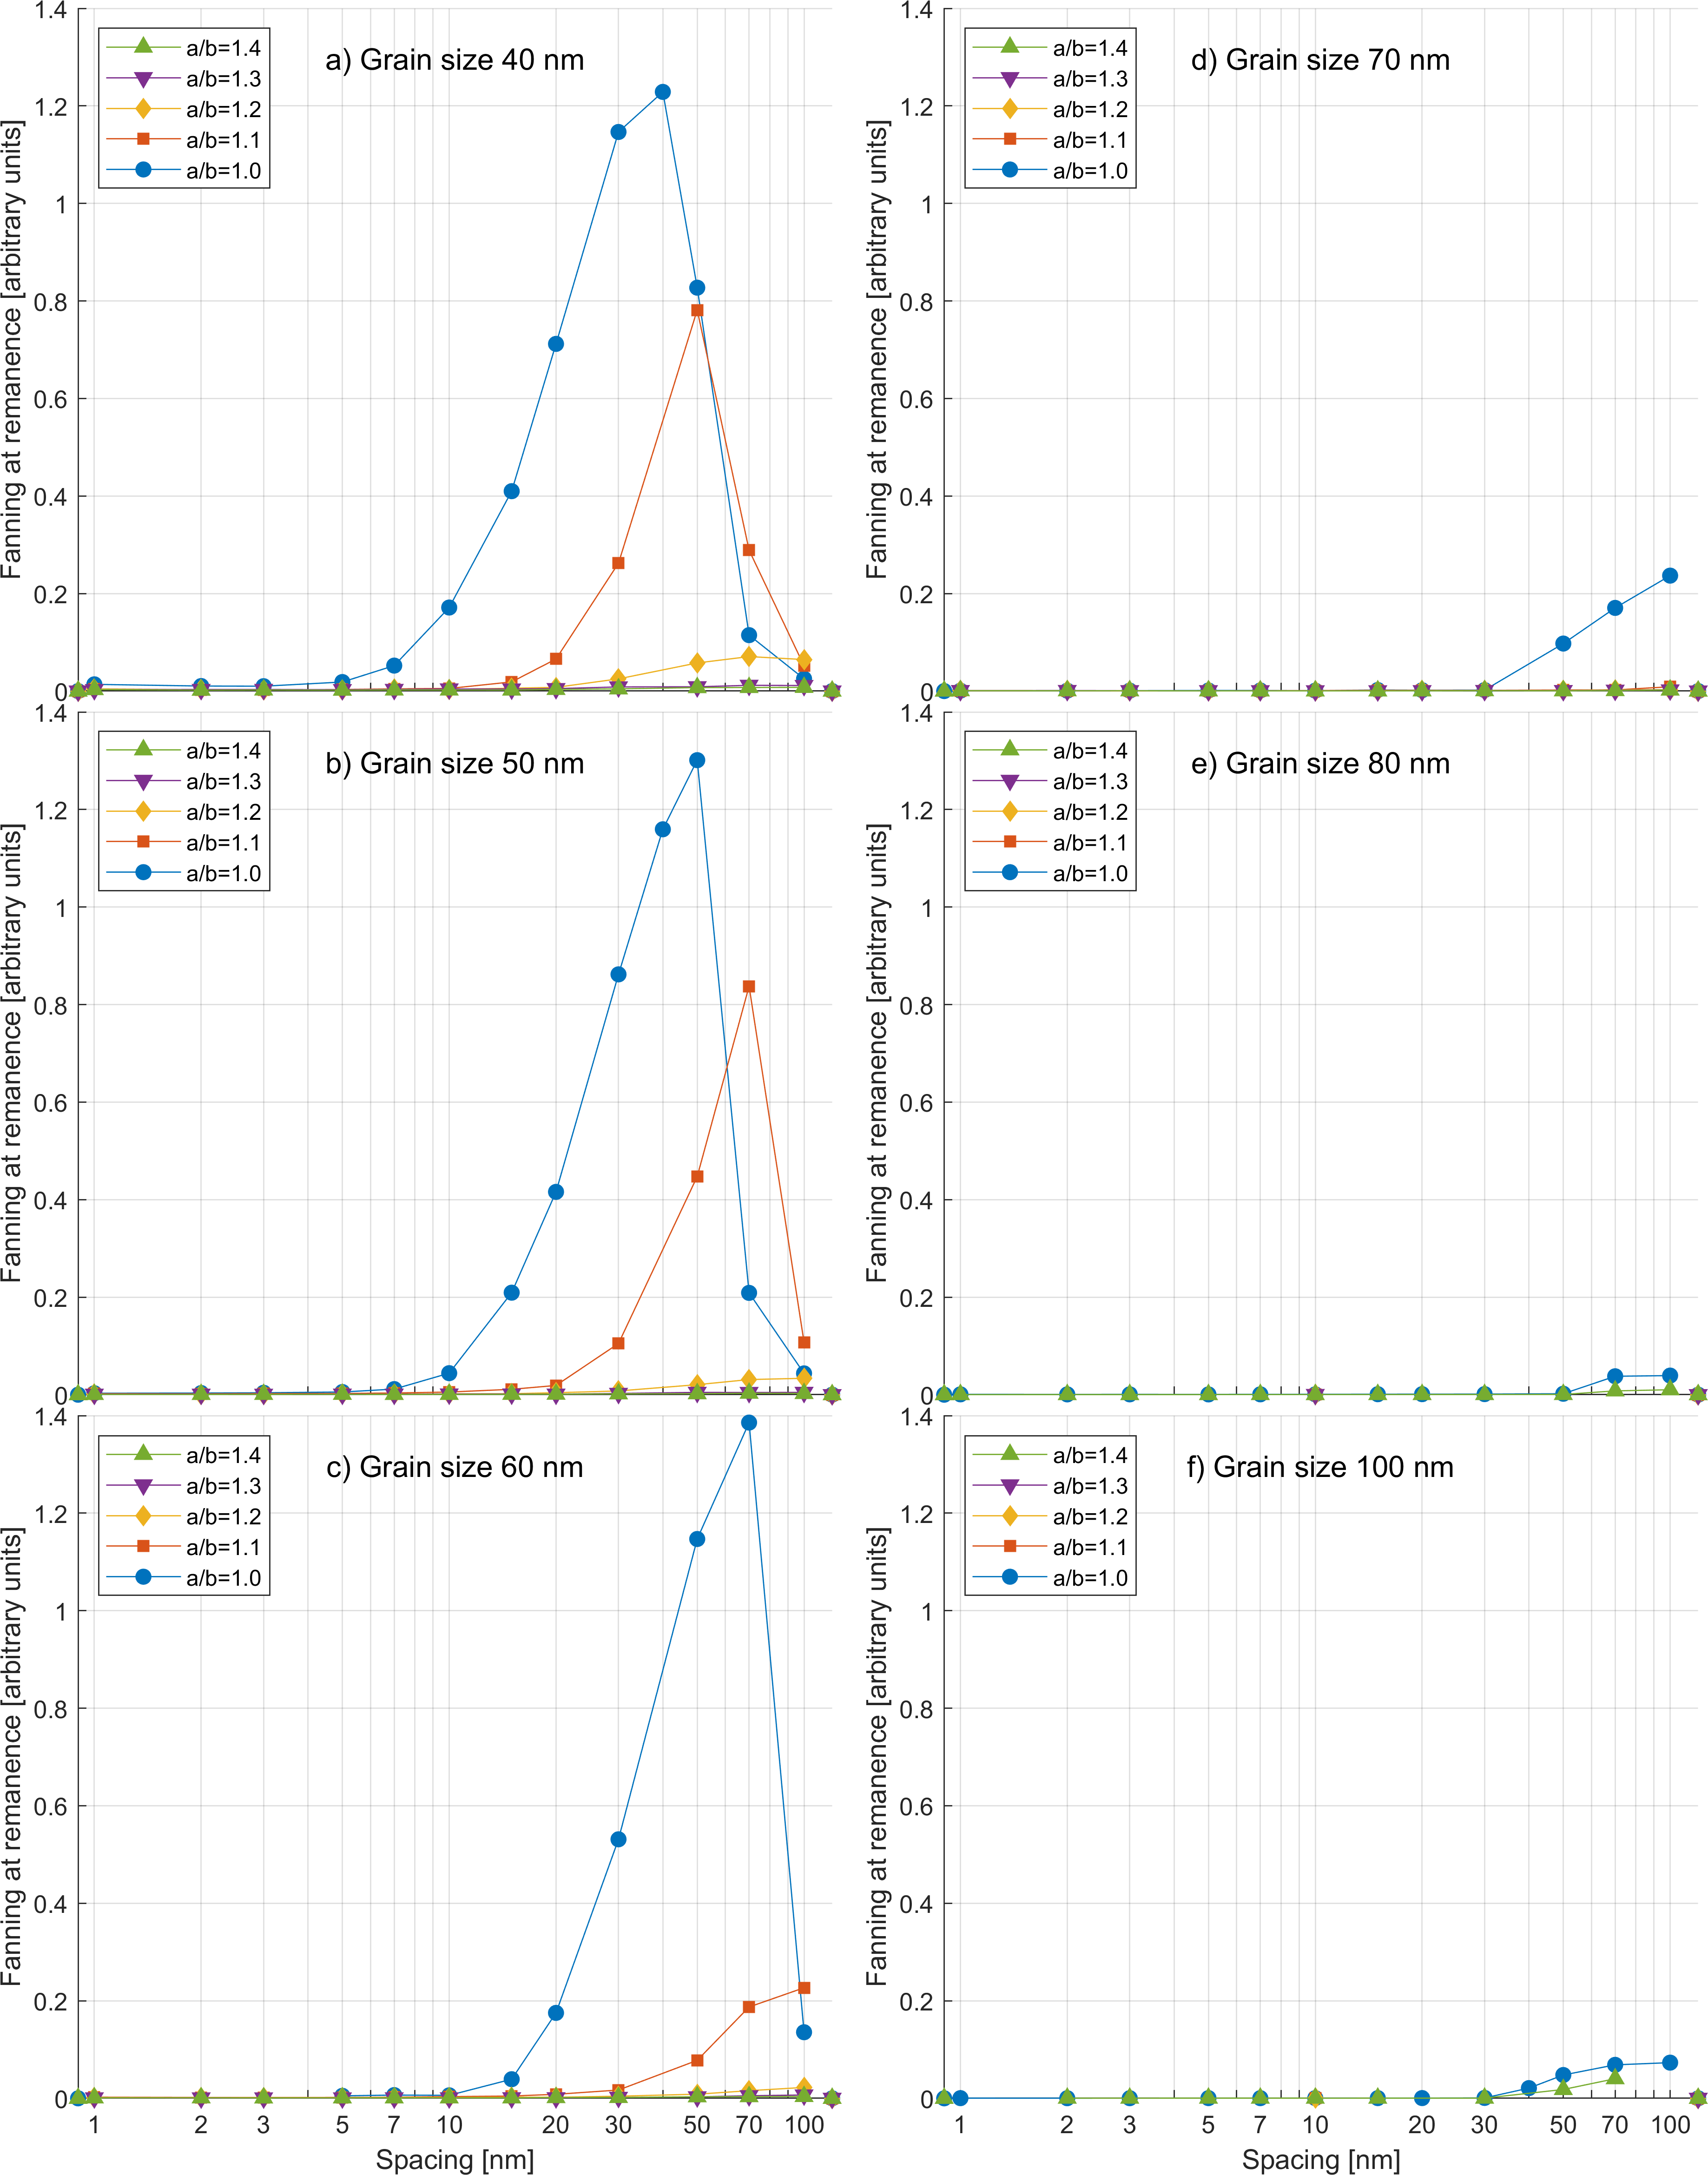 a) Grain size 40 nm
a/b=1.4
a/b=1.3
a/b=1.2
a/b=1.1
a/b=1.0
Fanning at remanence [arbitrary units]
1.4
1.2
1
0.8
0.6
0.4
0.2
0
b) Grain size 50 nm
a/b=1.4
a/b=1.3
a/b=1.2
a/b=1.1
a/b=1.0
Fanning at remanence [arbitrary units]
1.4
1.2
1
0.8
0.6
0.4
0.2
0
c) Grain size 60 nm
a/b=1.4
a/b=1.3
a/b=1.2
a/b=1.1
a/b=1.0
Fanning at remanence [arbitrary units]
1.4
1.2
1
0.8
0.6
0.4
0.2
0
1 2 3 5 7 10 20 30 50 70 100
Spacing [nm]
d) Grain size 70 nm
a/b=1.4
a/b=1.3
a/b=1.2
a/b=1.1
a/b=1.0
Fanning at remanence [arbitrary units]
1.4
1.2
1
0.8
0.6
0.4
0.2
0
e) Grain size 80 nm
a/b=1.4
a/b=1.3
a/b=1.2
a/b=1.1
a/b=1.0
Fanning at remanence [arbitrary units]
1.4
1.2
1
0.8
0.6
0.4
0.2
0
f) Grain size 100 nm
a/b=1.4
a/b=1.3
a/b=1.2
a/b=1.1
a/b=1.0
Fanning at remanence [arbitrary units]
1.4
1.2
1
0.8
0.6
0.4
0.2
0
1 2 3 5 7 10 20 30 50 70 100
Spacing [nm]